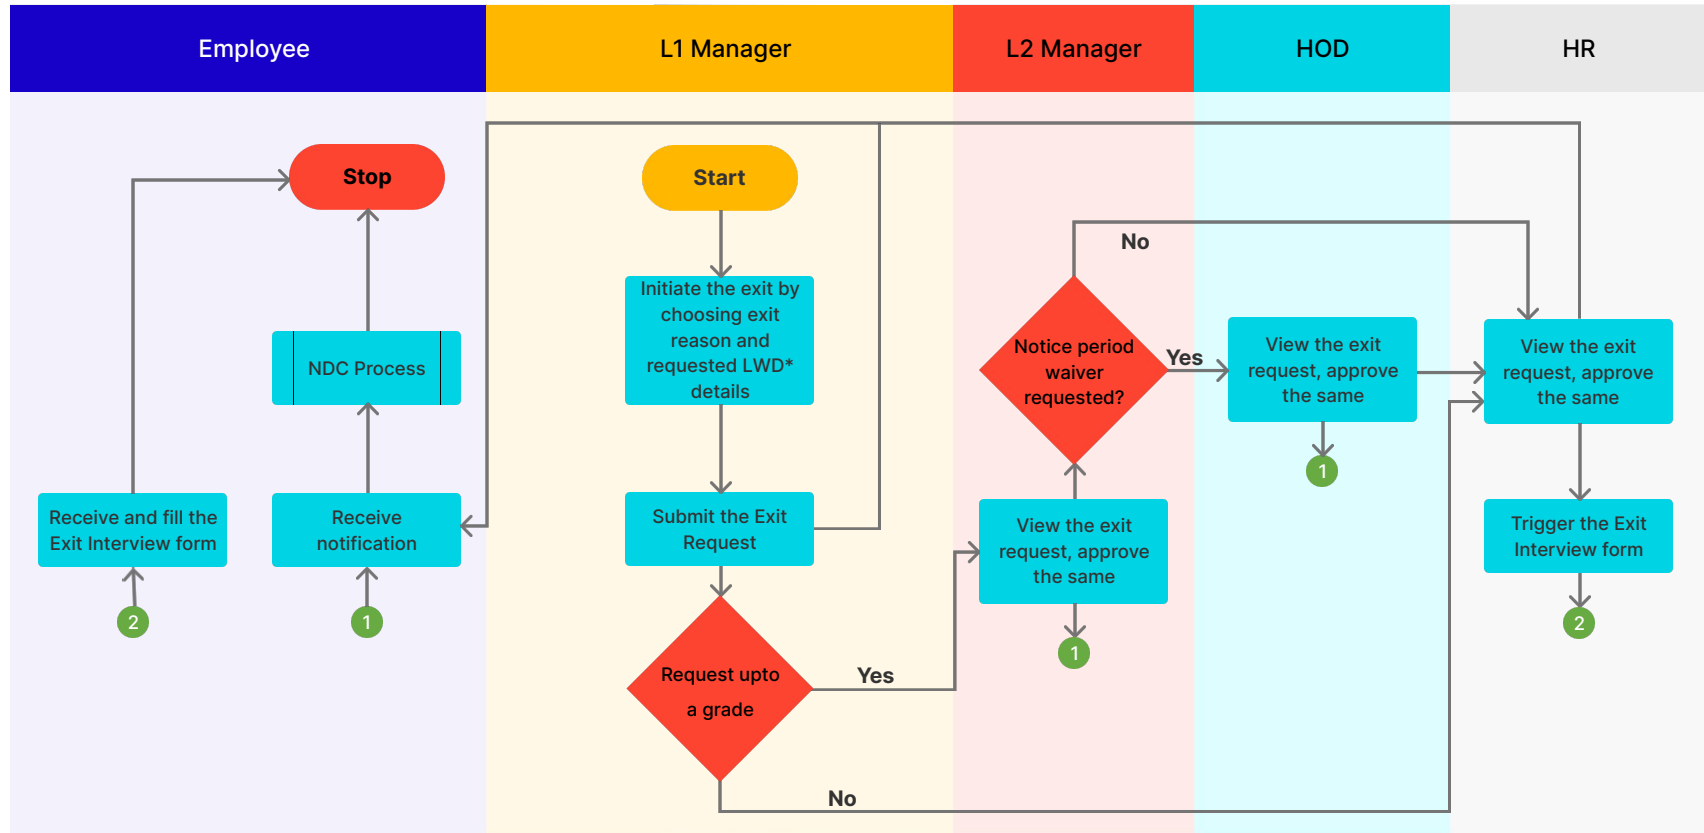 Employee
L1 Manager
L2 Manager
HOD
HR
Stop
NDC Process
Receive and fill the
Exit Interview form
2
Receive
notification
1
Start
Initiate the exit by
choosing exit
reason and
requested LWD*
details
Submit the Exit
Request
Request upto
a grade
Yes
No
No
Notice period
waiver
requested?
Yes
View the exit
request, approve
the same
1
View the exit
request, approve
the same
1
View the exit
request, approve
the same
Trigger the Exit
Interview form
2